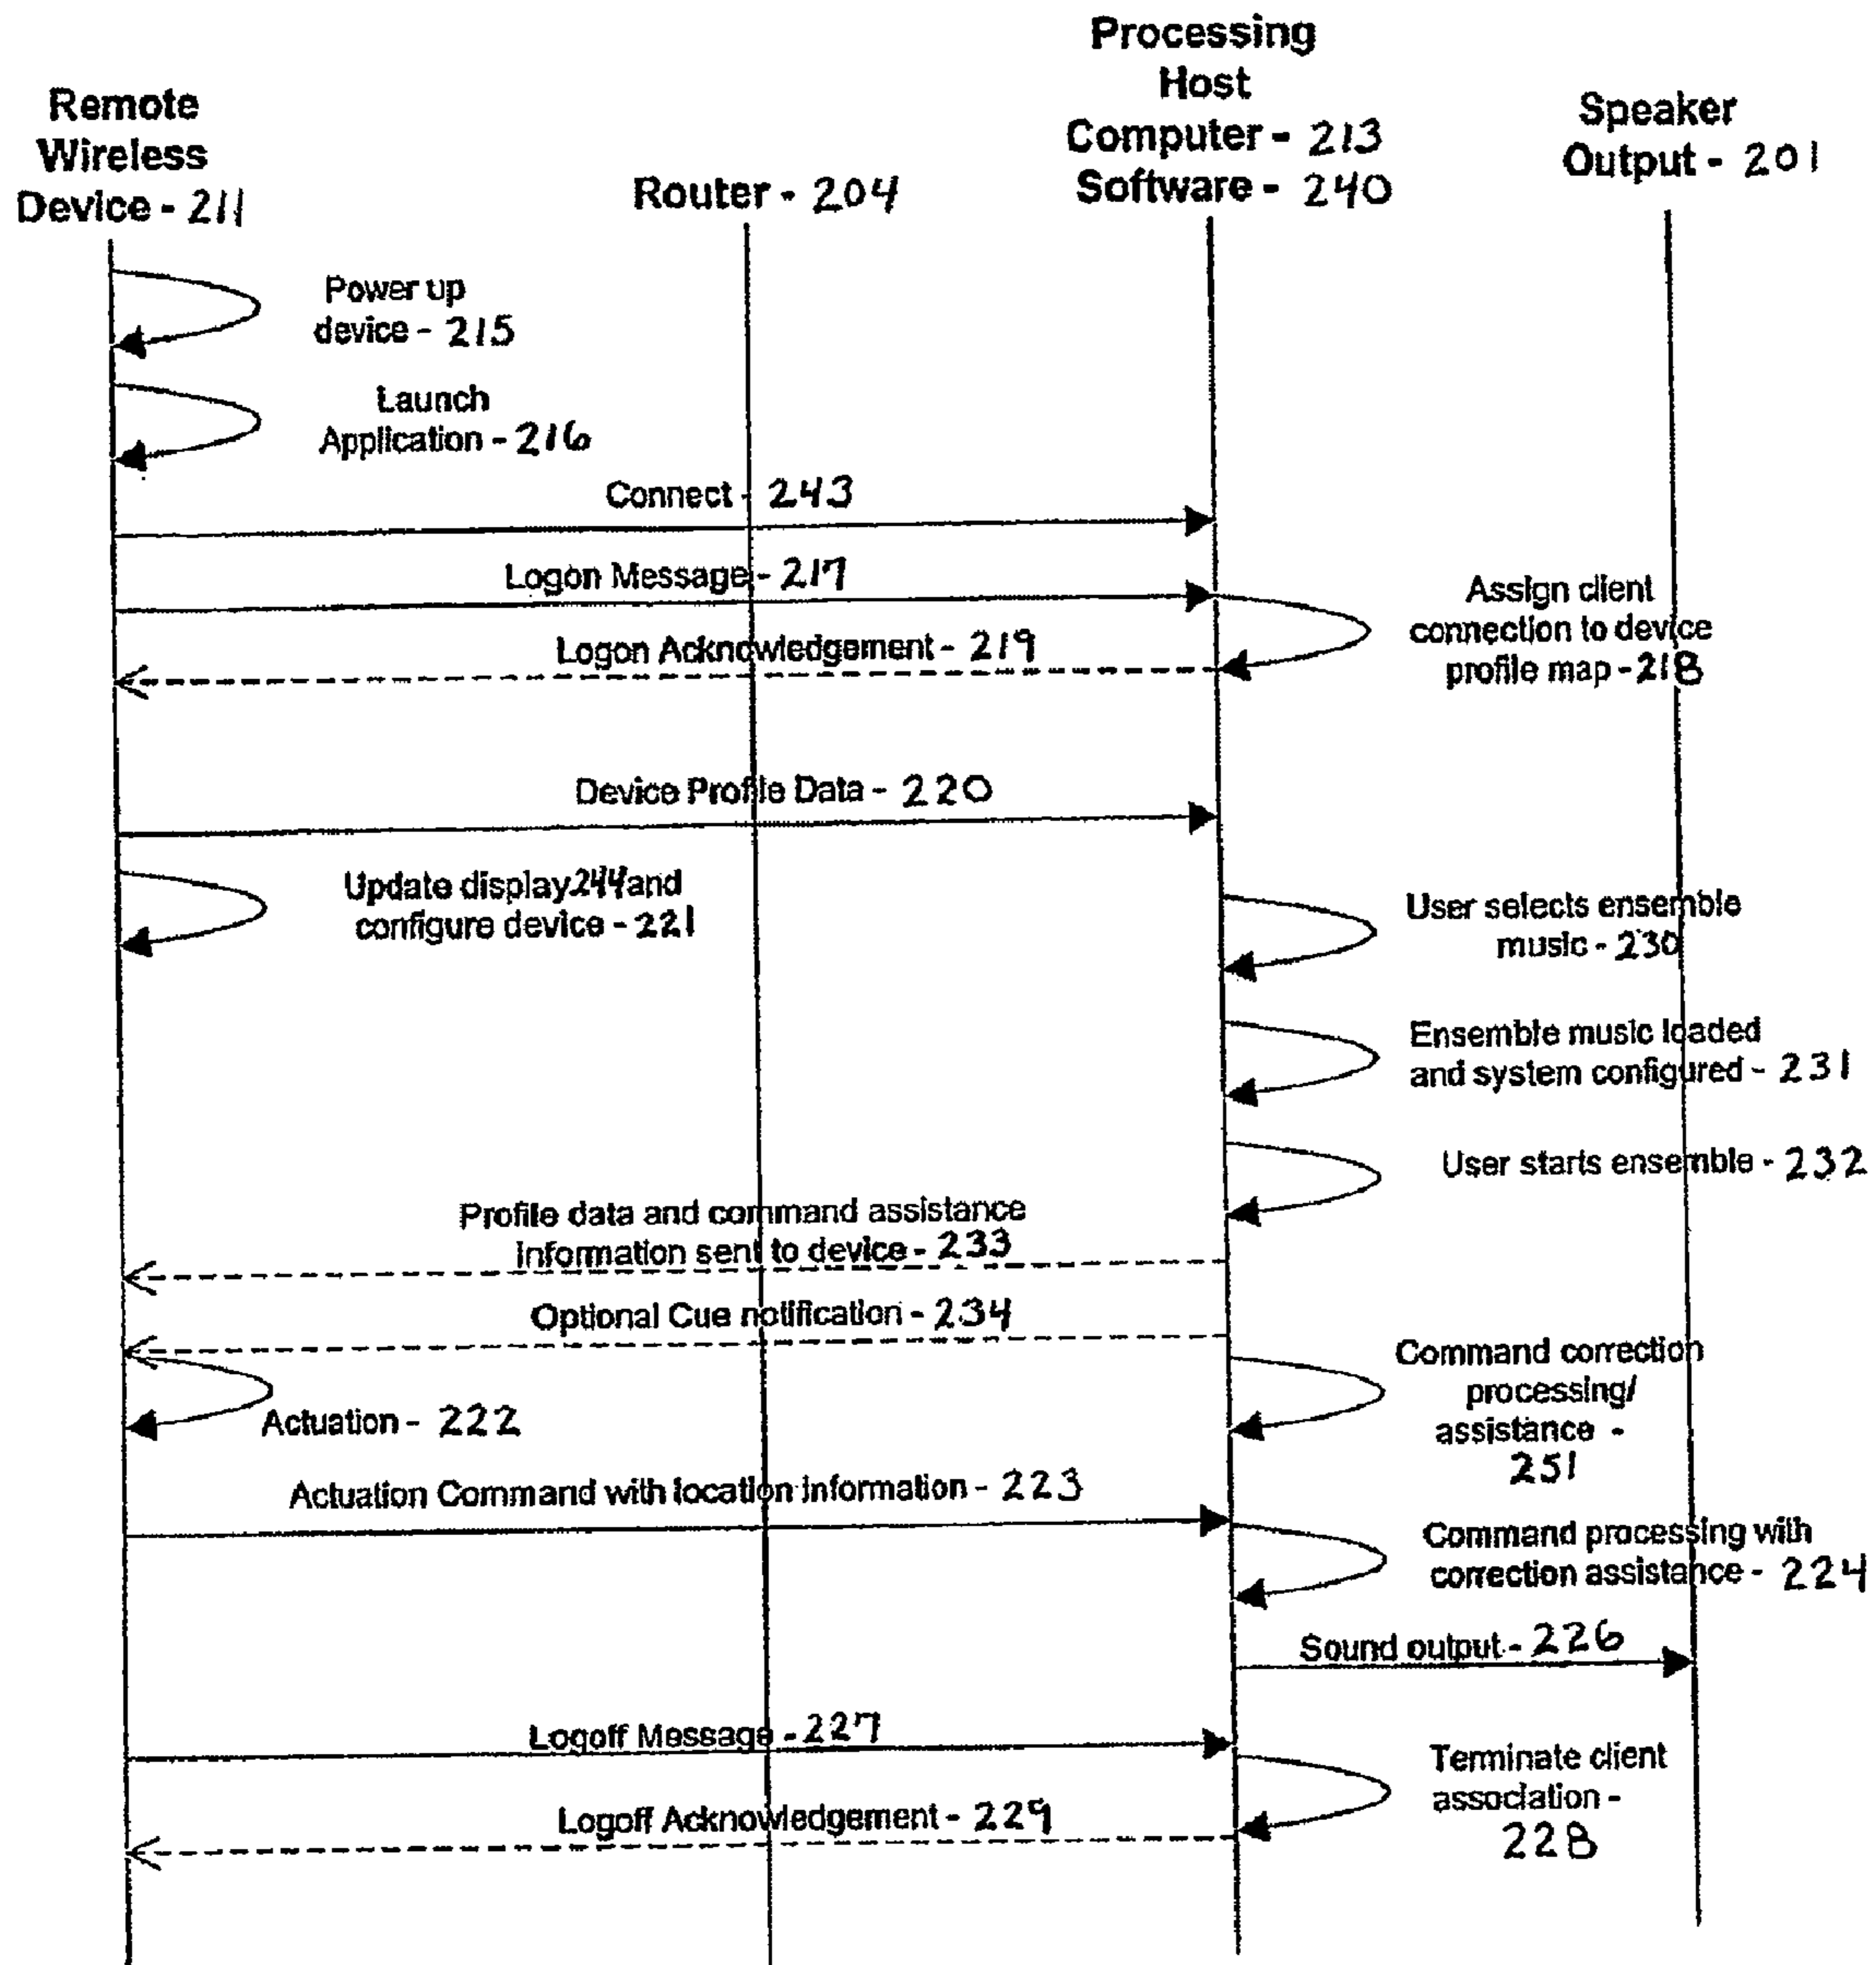 Remote
Wireless
Device - 211
Router - 204
Processing
Host
Computer - 213
Software - 240
Speaker
Output - 201
Power up
device - 215
Launch
Application - 216
Connect - 243
Logon Message - 217
Assign client
connection to device
profile map - 218
Logon Acknowledgement - 219
Device Profile Data - 220
Update display 244 and
configure device - 221
User selects ensemble
music - 230
Ensemble music loaded
and system configured - 231
User starts ensemble - 232
Profile data and command assistance
information sent to device - 233
Optional Cue notification - 234
Command correction
processing/
assistance -
251
Actuation - 222
Actuation Command with location information - 223
Command processing with
correction assistance - 224
Sound output - 226
Logoff Message - 227
Terminate client
association -
228
Logoff Acknowledgement - 229